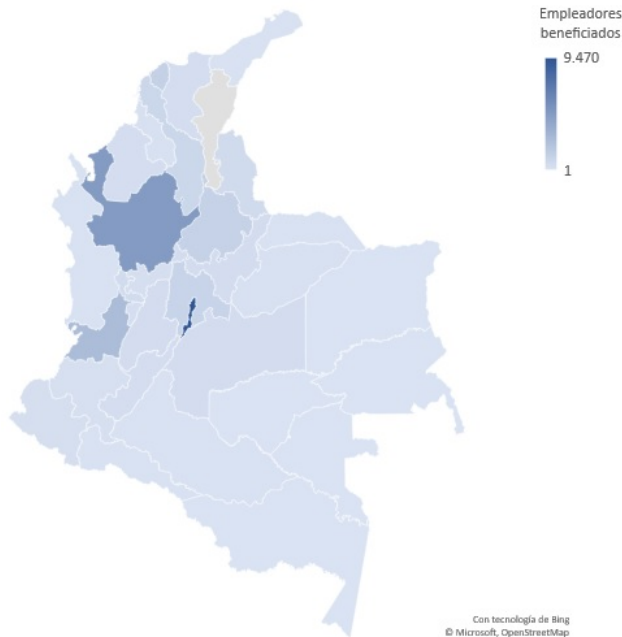 Empleadores
beneficiados
9.470
1
Con tecnología de Bing
© Microsoft, OpenStreetMap